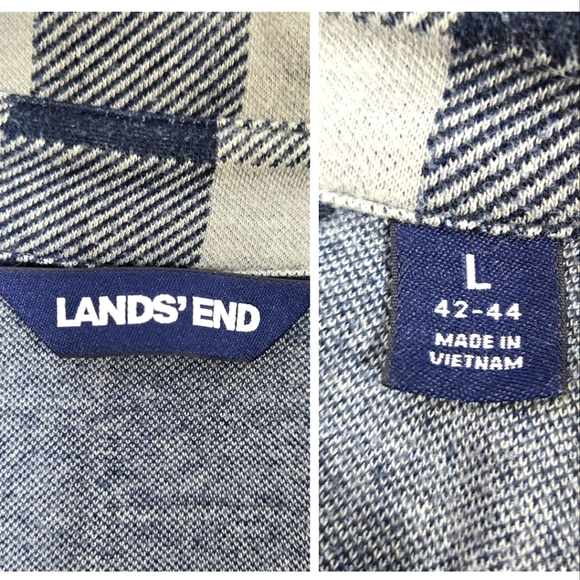 LANDS' END
L
42-44
MADE IN
VIETNAM